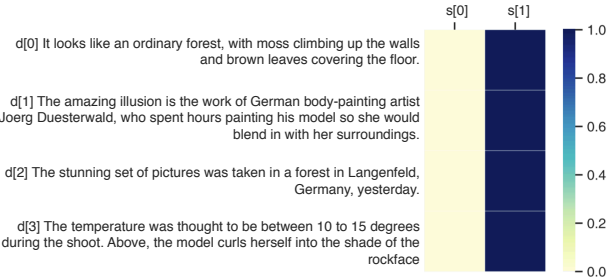 s[0] s[1]
d[0] It looks like an ordinary forest, with moss climbing up the walls
and brown leaves covering the floor.
d[1] The amazing illusion is the work of German body-painting artist
Joerg Duesterwald, who spent hours painting his model so she would
blend in with her surroundings.
d[2] The stunning set of pictures was taken in a forest in Langenfeld,
Germany, yesterday.
d[3] The temperature was thought to be between 10 to 15 degrees
during the shoot. Above, the model curls herself into the shade of the
rockface
1.0
0.8
0.6
0.4
0.2
0.0